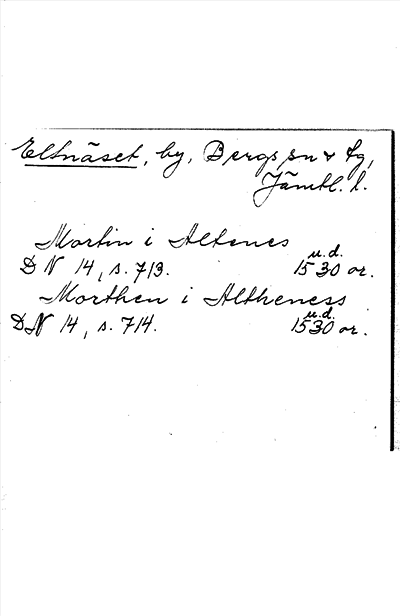 Eltnäset, by, Bergs sn & tg,
Jämtl. l.
Martin i Altenes
u.d.
DN 14, s. 713. 1530 or.
Morthen i Altheness
u.d.
DN 14, s. 714. 1530 or.